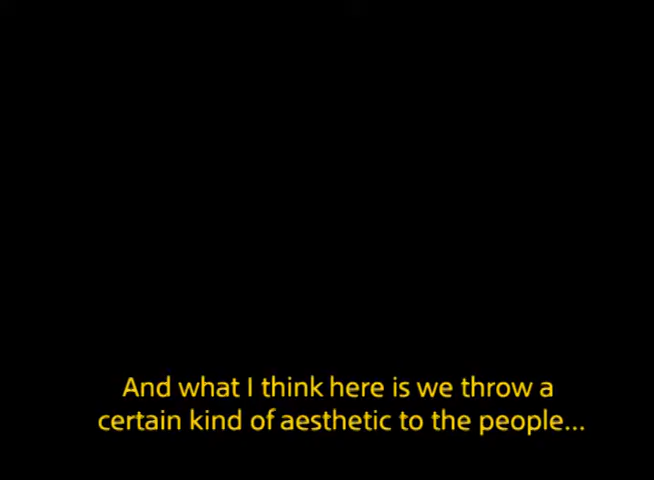 And what I think here is we throw a
certain kind of aesthetic to the people...